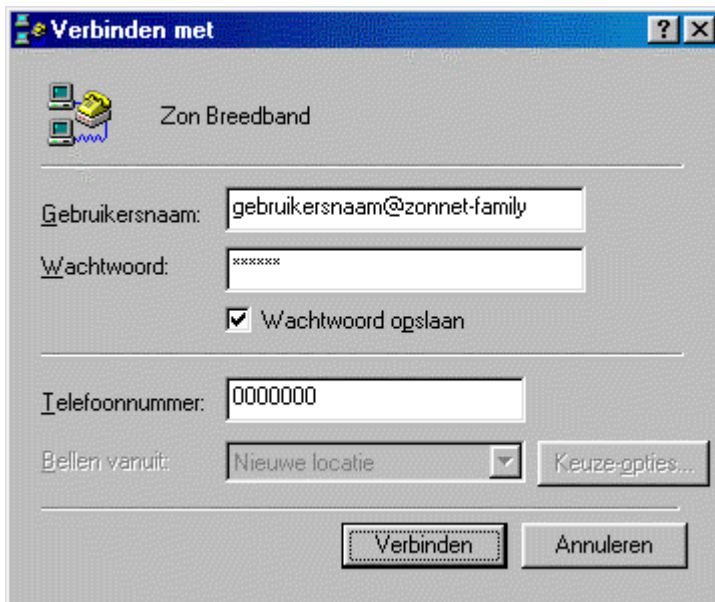 Verbinden met
Zon Breedband
Gebruikersnaam: gebruikersnaam@zonnet-family
Wachtwoord: ******
Wachtwoord opslaan
Telefoonnummer: 0000000
Bellen vanuit: Nieuwe locatie Keuze-opties...
Verbinden Annuleren